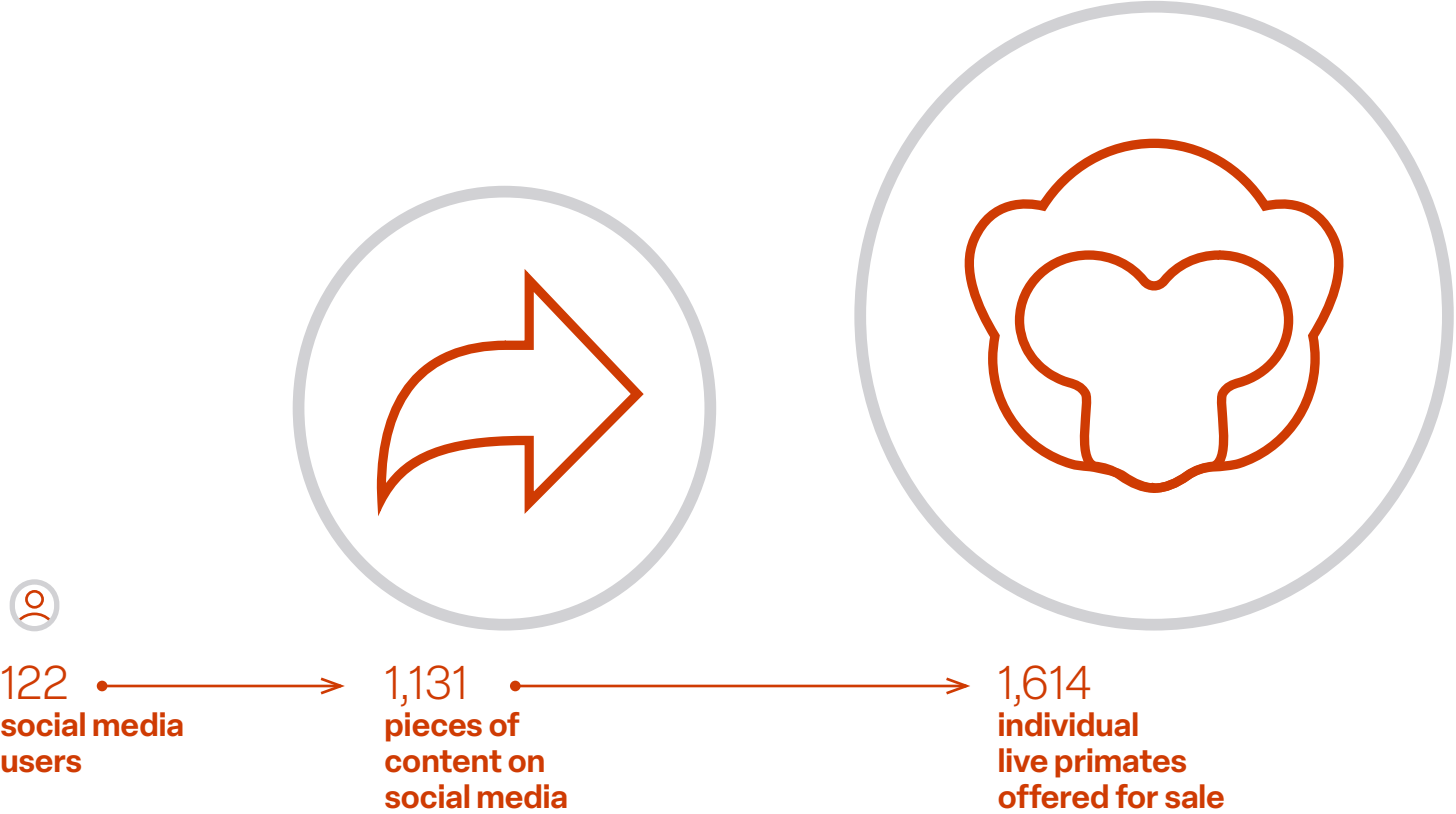 122
social media
users
1,131
pieces of
content on
social media
1,614
individual
live primates
offered for sale